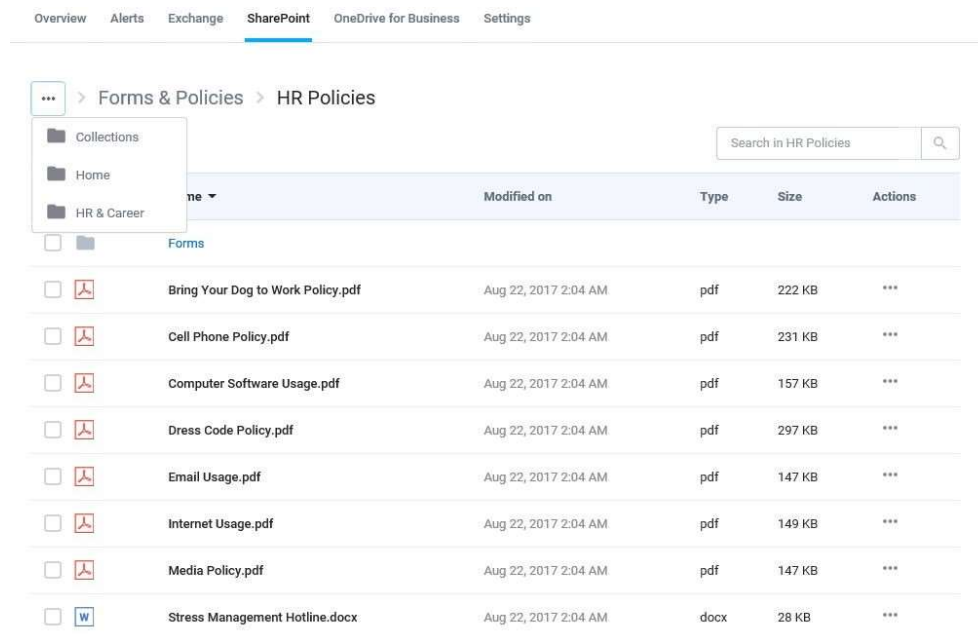 Overview Alerts Exchange SharePoint OneDrive for Business Settings
... > Forms & Policies > HR Policies
Collections
Search in HR Policies
Home
me Modified on Type Size Actions
HR & Career
Forms
Bring Your Dog to Work Policy.pdf Aug 22, 2017 2:04 AM pdf 222 KB ...
Cell Phone Policy.pdf Aug 22, 2017 2:04 AM pdf 231 KB ...
Computer Software Usage.pdf Aug 22, 2017 2:04 AM pdf 157 KB ...
Dress Code Policy.pdf Aug 22, 2017 2:04 AM pdf 297 KB ...
Email Usage.pdf Aug 22, 2017 2:04 AM pdf 147 KB ...
Internet Usage.pdf Aug 22, 2017 2:04 AM pdf 149 KB ...
Media Policy.pdf Aug 22, 2017 2:04 AM pdf 147 KB ...
W Stress Management Hotline.docx Aug 22, 2017 2:04 AM docx 28 KB ...